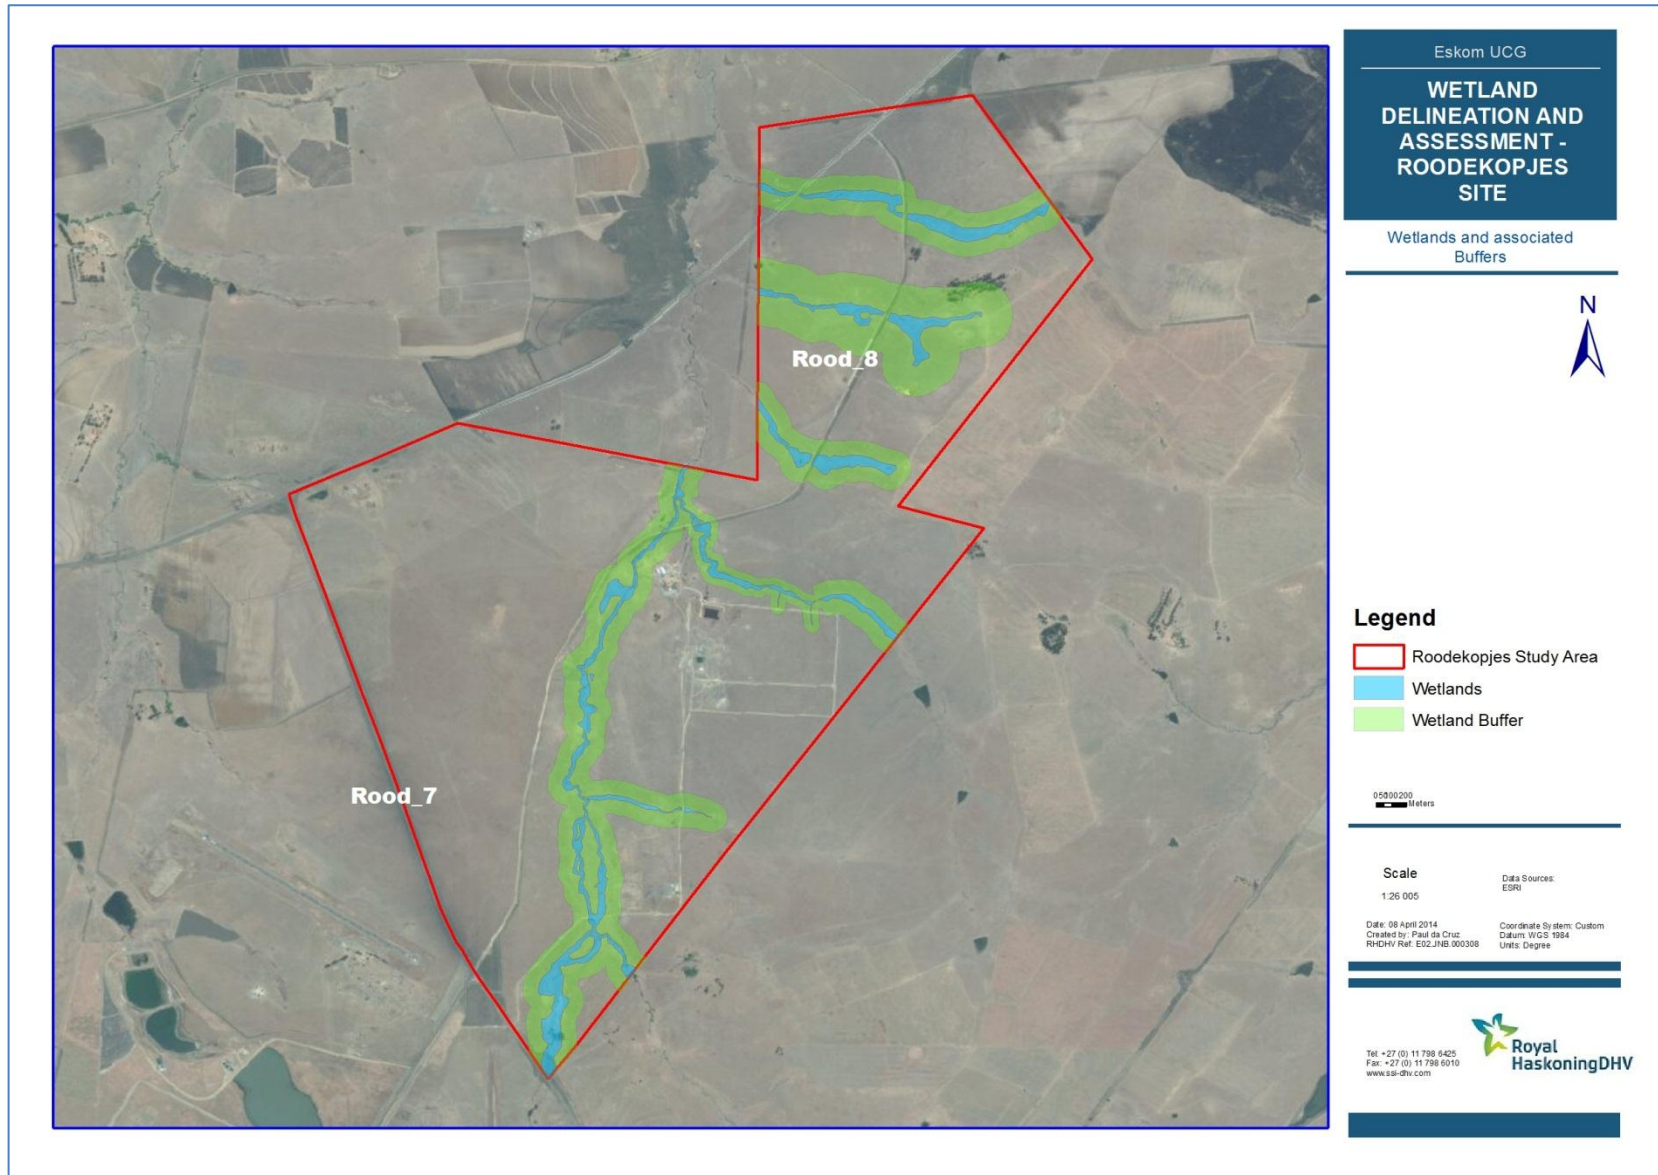 Eskom UCG
WETLAND
DELINEATION AND
ASSESSMENT -
ROODEKOPJES
SITE
Wetlands and associated
Buffers
N
Rood_8
Rood_7
Legend
Roodekopjes Study Area
Wetlands
Wetland Buffer
Meters
Scale
1:26 005
Data Sources:
ESRI
Date: 08 April 2014
Created by: Paul da Cruz
RHDHV Ref: E02.JNB.000308
Coordinate System: Custom
Datum: WGS 1984
Units: Degree
Tel: +27 (0) 11 798 6425
Fax: +27 (0) 11 798 6010
www.ssi-dhv.com
Royal
HaskoningDHV